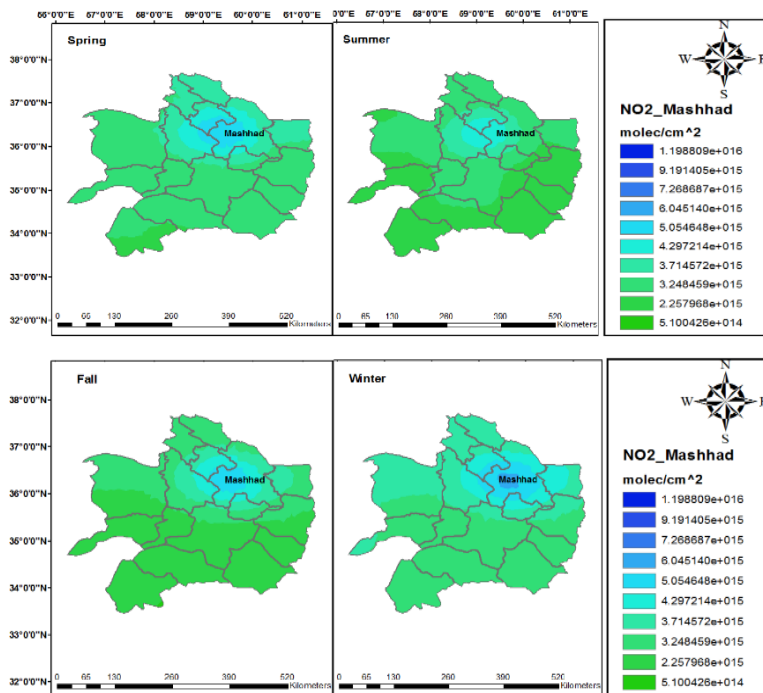 56°0'0"E 57°0'0"E 58°0'0"E 59°0'0"E 60°0'0"E 61°0'0"E
57°0'0"E 58°0'0"E 59°0'0"E 60°0'0"E 61°0'0"E
38°0'0"N
37°0'0"N
36°0'0"N
35°0'0"N
34°0'0"N
33°0'0"N
32°0'0"N
Spring
Mashhad
0 65 130 260 390 520
Kilometers
Summer
Mashhad
0 65 130 260 390 520
Kilometers
N
W E
S
NO2_Mashhad
molec/cm^2
1.198809e+016
9.191405e+015
7.268687e+015
6.045140e+015
5.054648e+015
4.297214e+015
3.714572e+015
3.248459e+015
2.257968e+015
5.100426e+014
38°0'0"N
37°0'0"N
36°0'0"N
35°0'0"N
34°0'0"N
33°0'0"N
32°0'0"N
Fall
Mashhad
0 65 130 260 390 520
Kilometers
Winter
Mashhad
0 65 130 260 390 520
Kilometers
N
W E
S
NO2_Mashhad
molec/cm^2
1.198809e+016
9.191405e+015
7.268687e+015
6.045140e+015
5.054648e+015
4.297214e+015
3.714572e+015
3.248459e+015
2.257968e+015
5.100426e+014